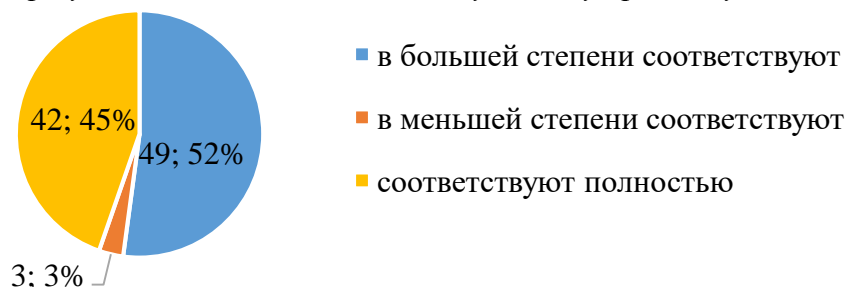 42; 45%
49; 52%
3; 3%
в большей степени соответствуют
в меньшей степени соответствуют
соответствуют полностью